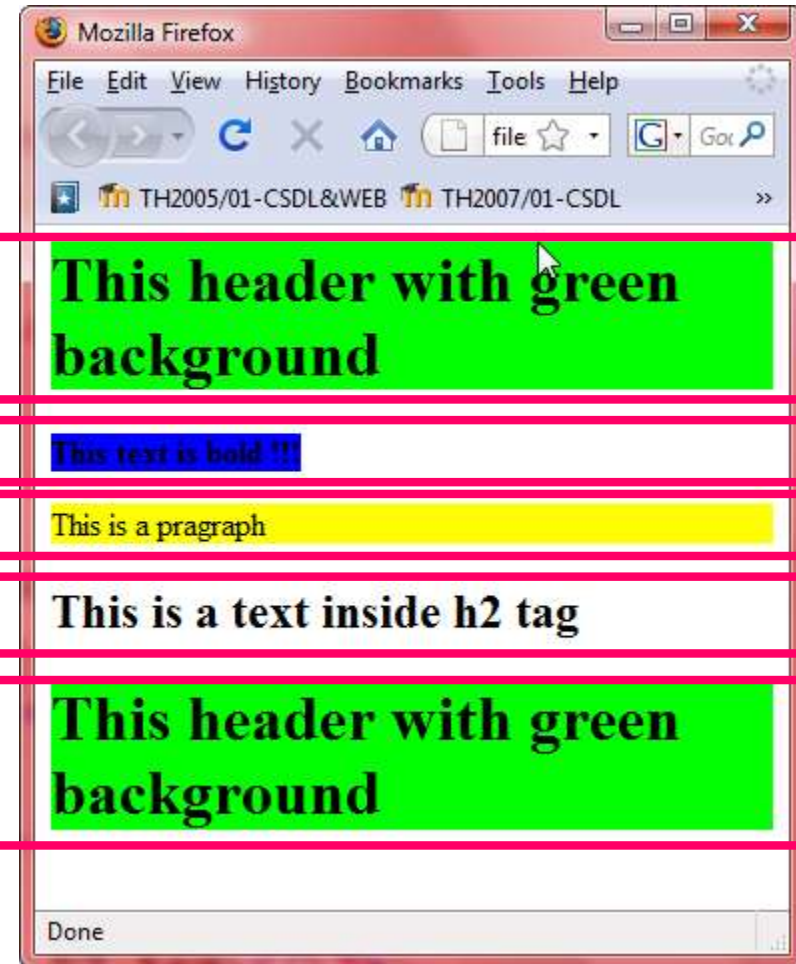 Mozilla Firefox
File Edit View History Bookmarks Tools Help
file G Goo
TH2005/01-CSDL&WEB TH2007/01-CSDL »
This header with green
background
This text is bold !!!
This is a pragraph
This is a text inside h2 tag
This header with green
background
Done